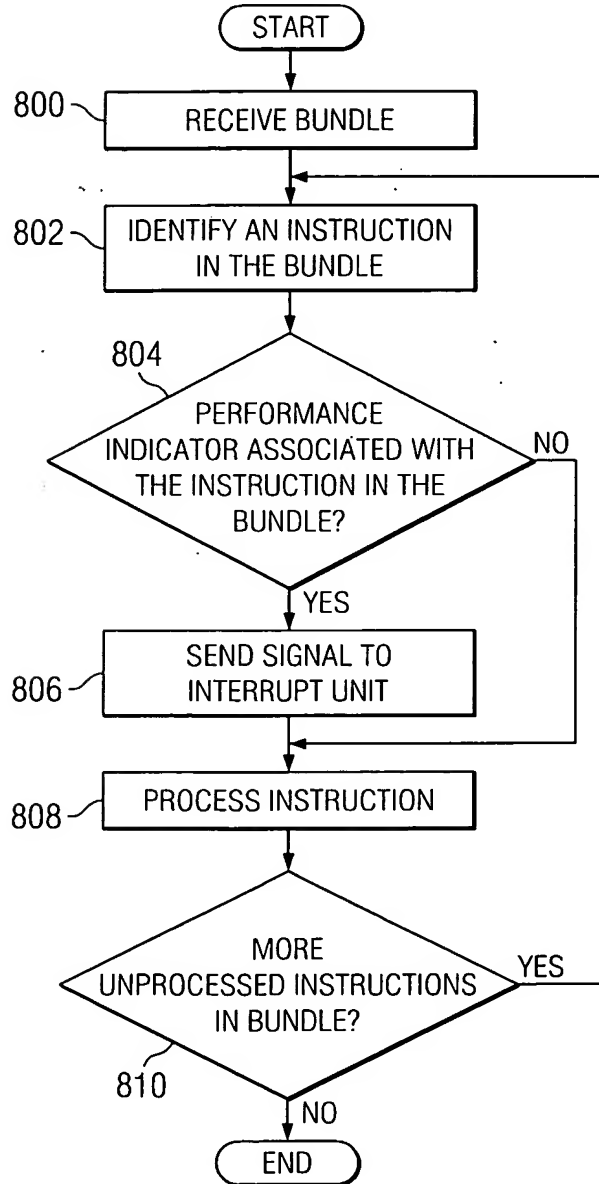 START
800
RECEIVE BUNDLE
802
IDENTIFY AN INSTRUCTION
IN THE BUNDLE
804
PERFORMANCE
INDICATOR ASSOCIATED WITH
THE INSTRUCTION IN THE
BUNDLE?
NO
YES
806
SEND SIGNAL TO
INTERRUPT UNIT
808
PROCESS INSTRUCTION
MORE
UNPROCESSED INSTRUCTIONS
IN BUNDLE?
YES
810
NO
END